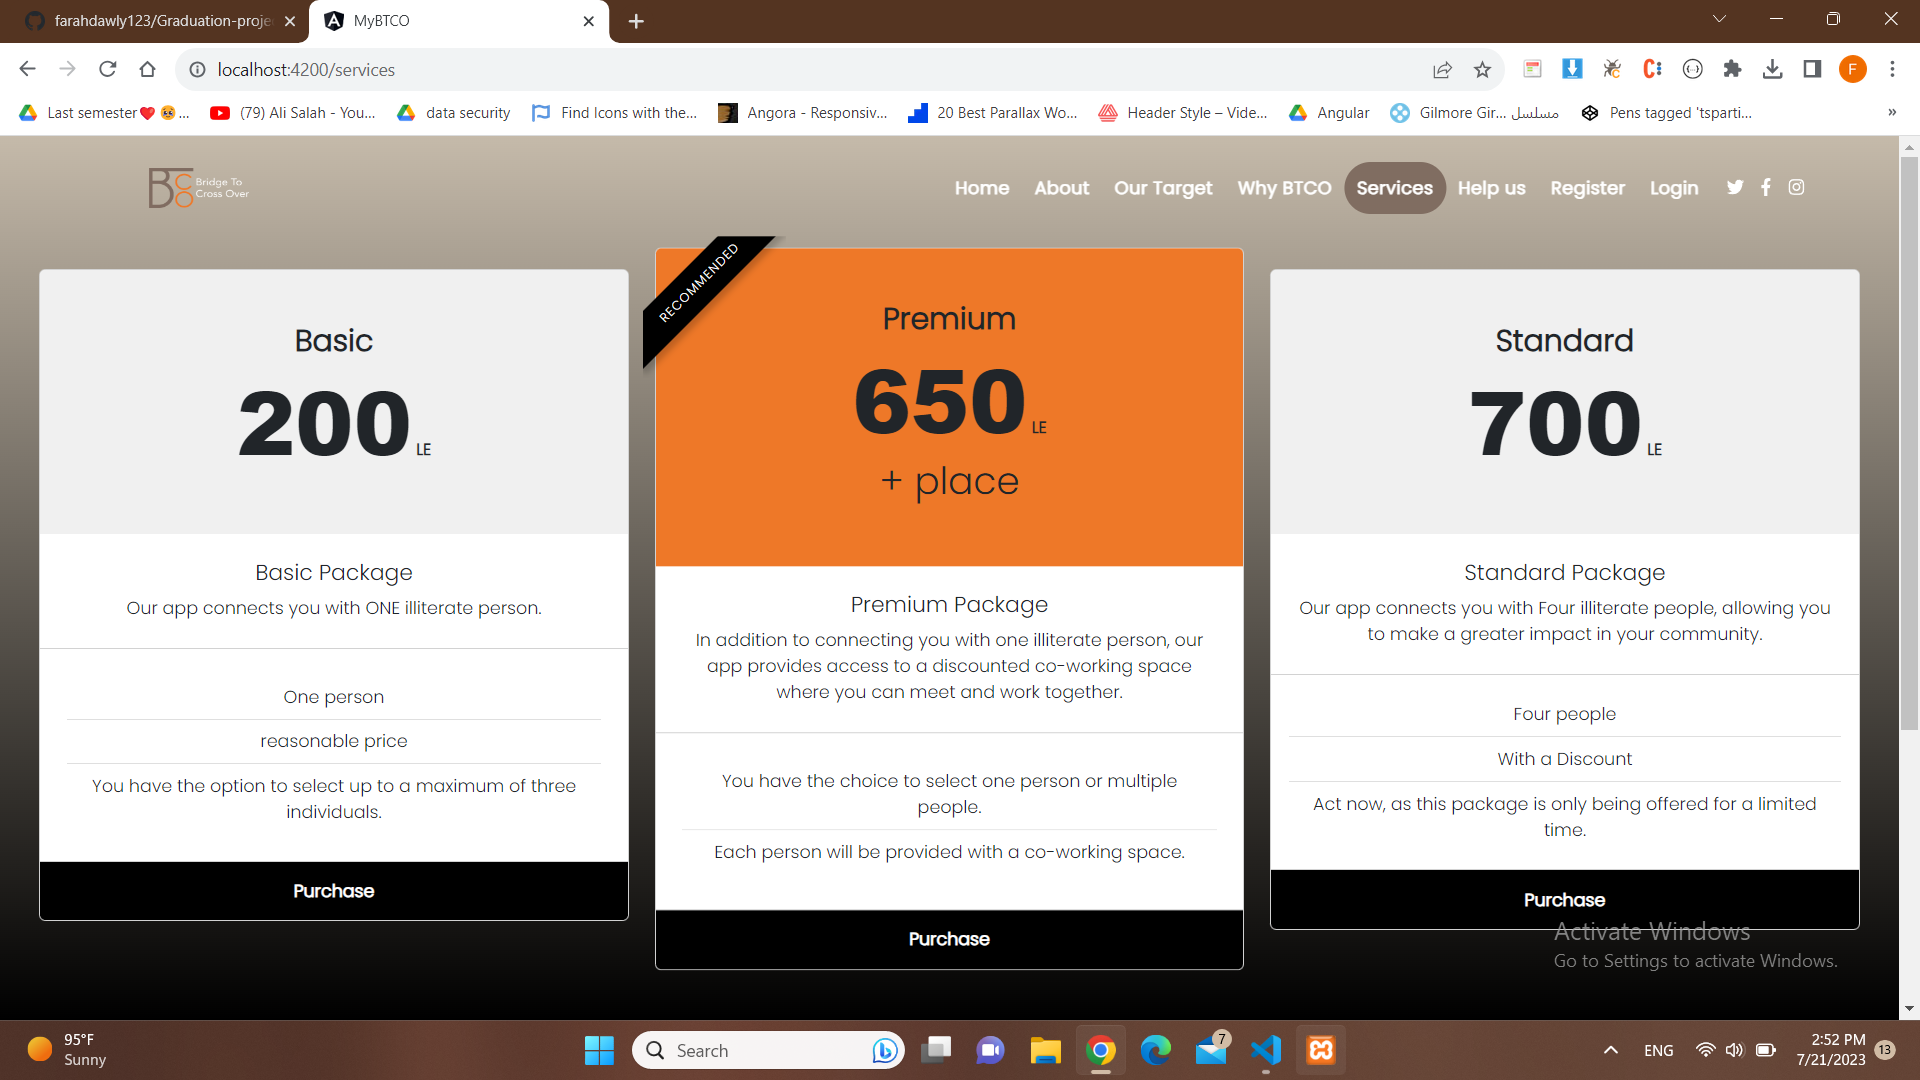 farahdawly123/Graduation-proje
MyBTCO
localhost:4200/services
F
Last semester❤️🥺...
(79) Ali Salah - You...
data security
Find Icons with the...
Angora - Responsiv...
20 Best Parallax Wo...
Header Style – Vide...
Angular
Gilmore Gir... مسلسل
Pens tagged 'tsparti...
»
BCO
Bridge To
Cross Over
Home
About
Our Target
Why BTCO
Services
Help us
Register
Login
RECOMMENDED
Basic
200 LE
Basic Package
Our app connects you with ONE illiterate person.
One person
reasonable price
You have the option to select up to a maximum of three
individuals.
Purchase
Premium
650 LE
+ place
Premium Package
In addition to connecting you with one illiterate person, our
app provides access to a discounted co-working space
where you can meet and work together.
You have the choice to select one person or multiple
people.
Each person will be provided with a co-working space.
Purchase
Standard
700 LE
Standard Package
Our app connects you with Four illiterate people, allowing you
to make a greater impact in your community.
Four people
With a Discount
Act now, as this package is only being offered for a limited
time.
Purchase
Activate Windows
Go to Settings to activate Windows.
95°F
Sunny
Search
7
ENG
2:52 PM
7/21/2023
13